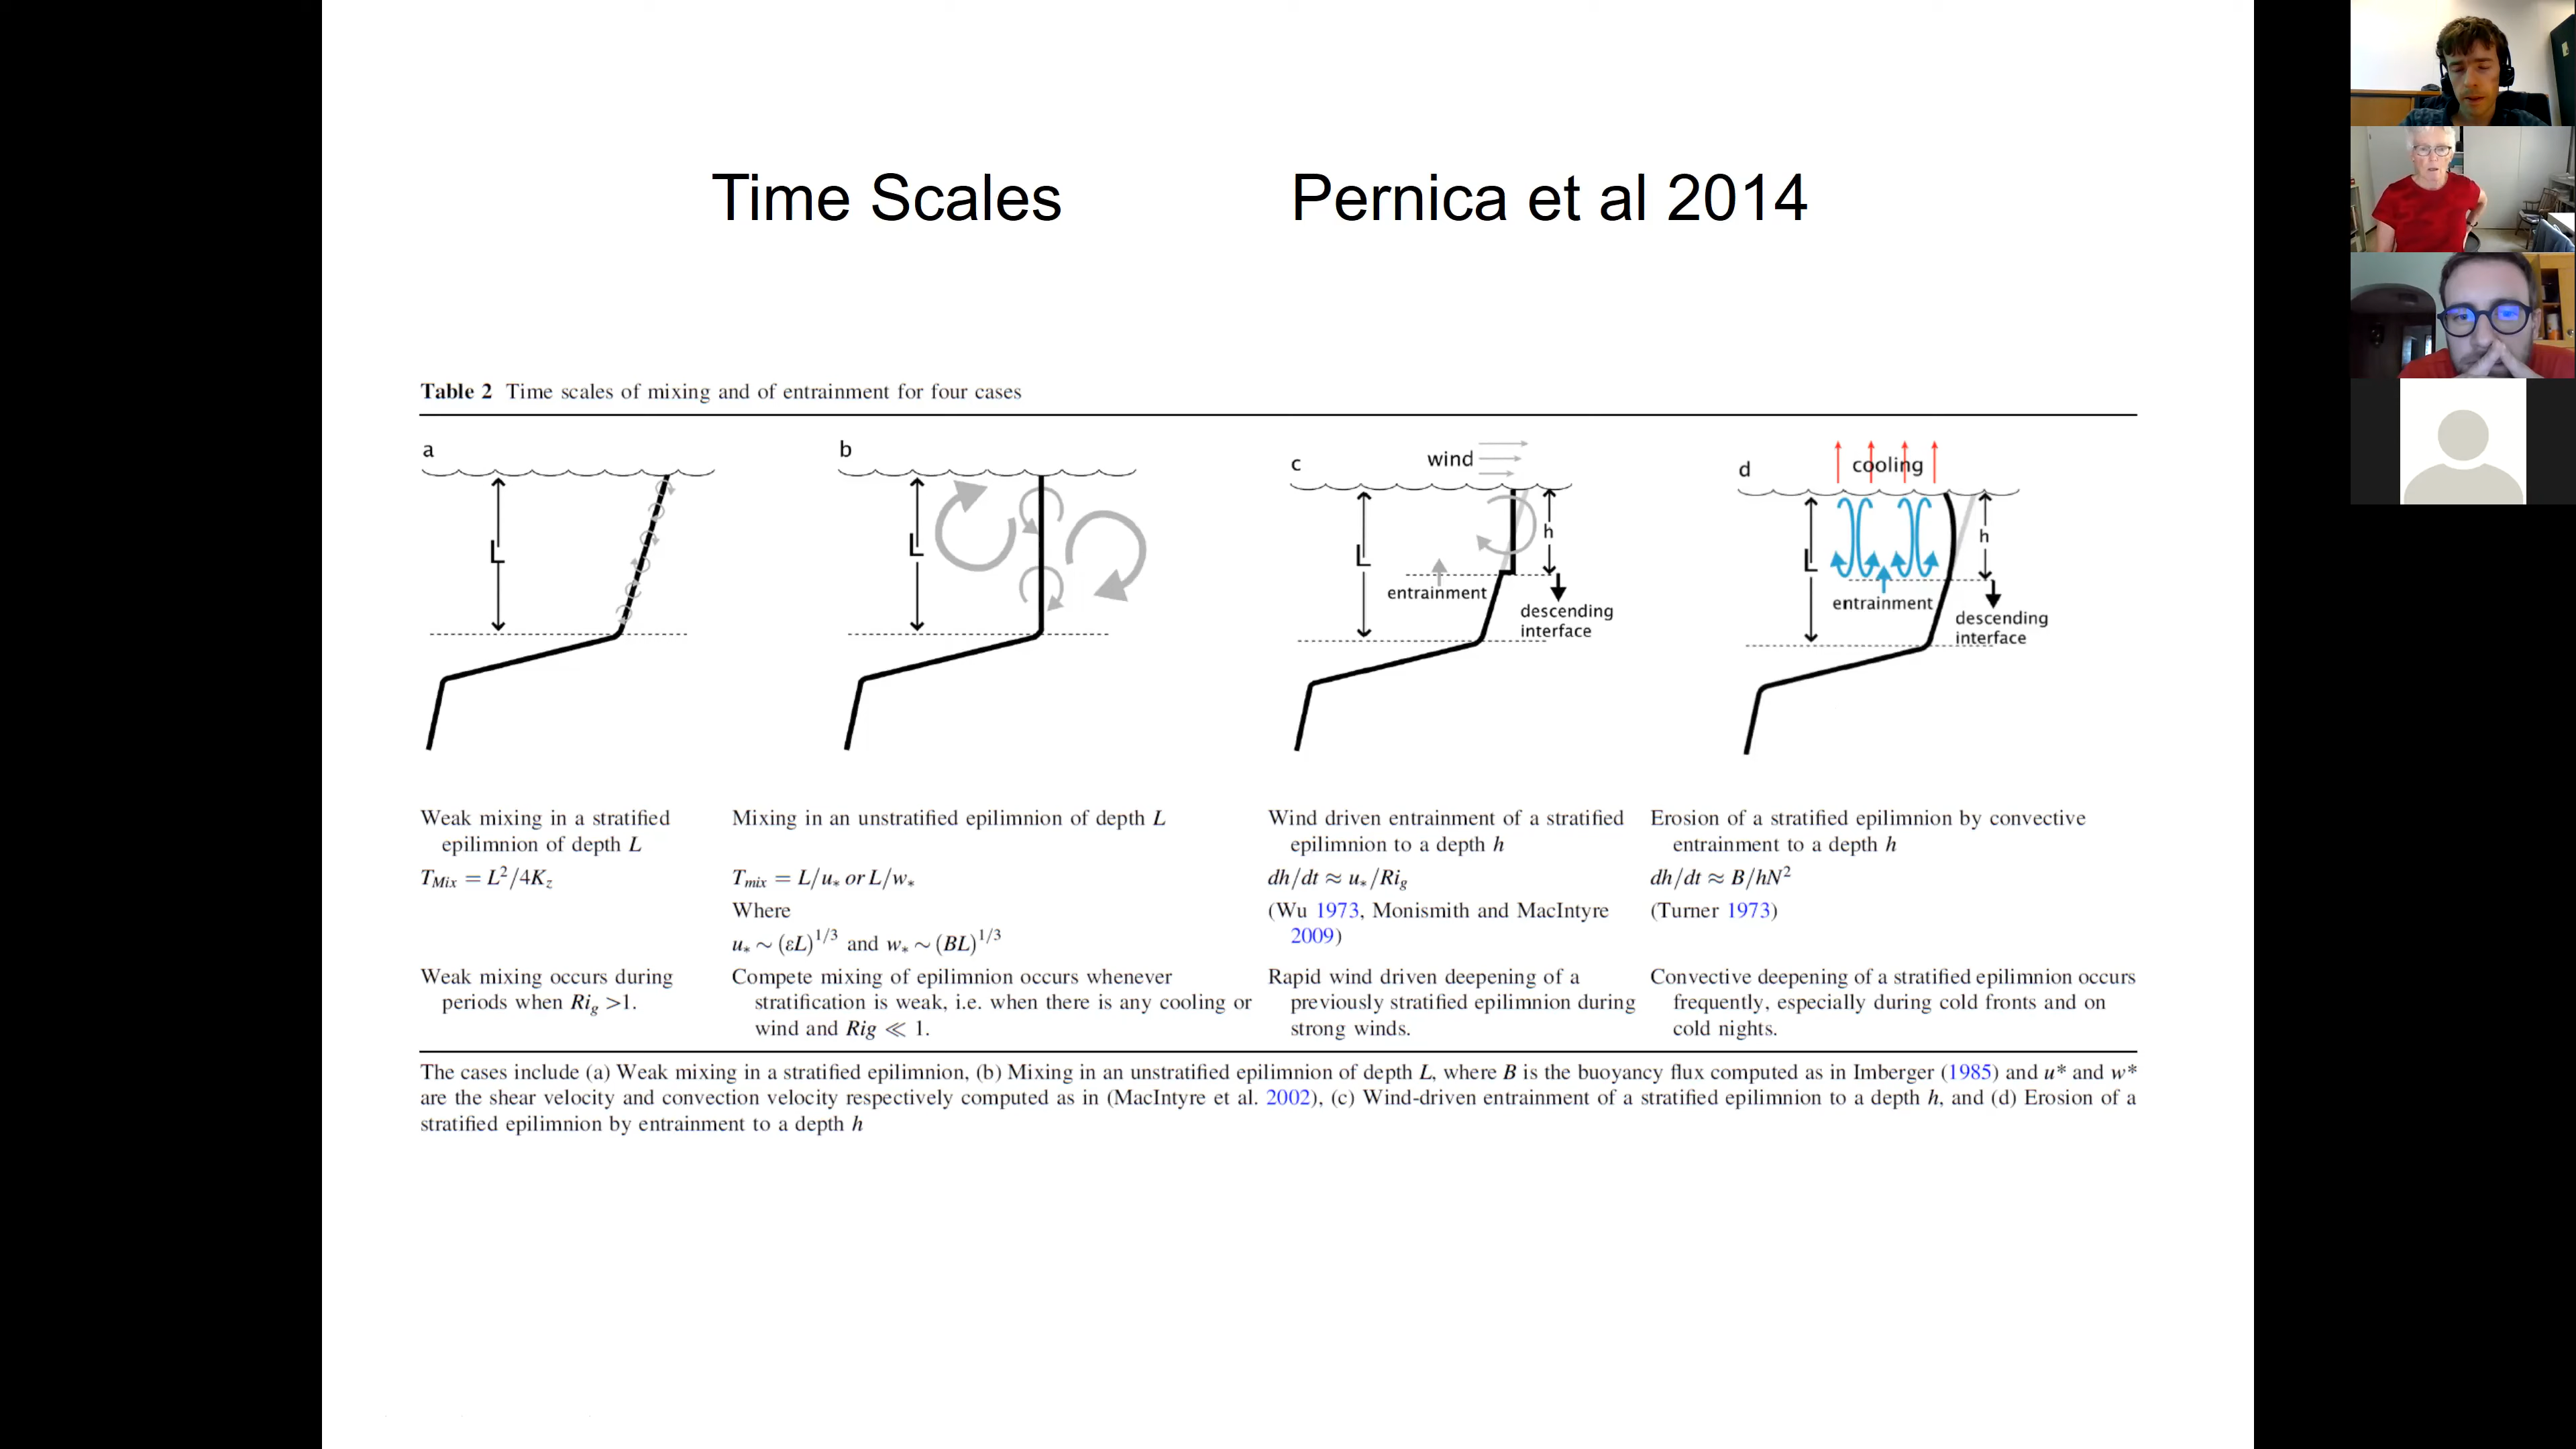 Time Scales Pernica et al 2014
Table 2 Time scales of mixing and of entrainment for four cases
a
L
b
L
c
wind
L
h
entrainment
descending
interface
d
cooling
L
h
entrainment
descending
interface
Weak mixing in a stratified
epilimnion of depth L
T_Mix = L²/4K_z
Weak mixing occurs during
periods when Ri_g >1.
Mixing in an unstratified epilimnion of depth L
T_mix = L/u_* or L/w_*
Where
u_* ~ (εL)^1/3 and w_* ~ (BL)^1/3
Compete mixing of epilimnion occurs whenever
stratification is weak, i.e. when there is any cooling or
wind and Rig ≪ 1.
Wind driven entrainment of a stratified
epilimnion to a depth h
dh/dt ≈ u_*/Ri_g
(Wu 1973, Monismith and MacIntyre
2009)
Rapid wind driven deepening of a
previously stratified epilimnion during
strong winds.
Erosion of a stratified epilimnion by convective
entrainment to a depth h
dh/dt ≈ B/hN²
(Turner 1973)
Convective deepening of a stratified epilimnion occurs
frequently, especially during cold fronts and on
cold nights.
The cases include (a) Weak mixing in a stratified epilimnion, (b) Mixing in an unstratified epilimnion of depth L, where B is the buoyancy flux computed as in Imberger (1985) and u* and w*
are the shear velocity and convection velocity respectively computed as in (MacIntyre et al. 2002), (c) Wind-driven entrainment of a stratified epilimnion to a depth h, and (d) Erosion of a
stratified epilimnion by entrainment to a depth h